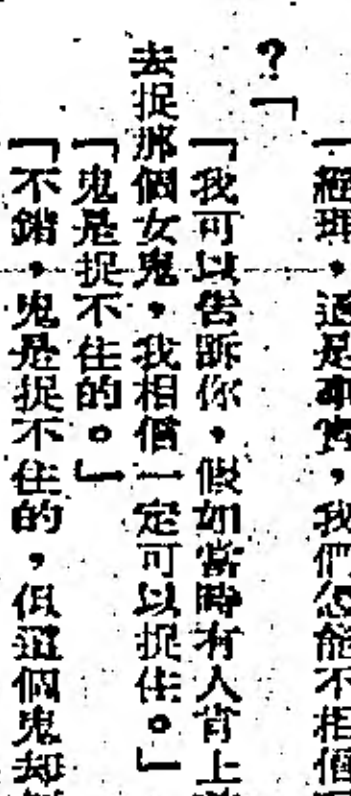 「經理,這是事實,我們怎能不相信
?」
「我可以告訴你,假如當時有人肯上
去捉那個女鬼,我相信一定可以捉住。」
「鬼是捉不住的。」
「不錯,鬼是捉不住的,但這個鬼却